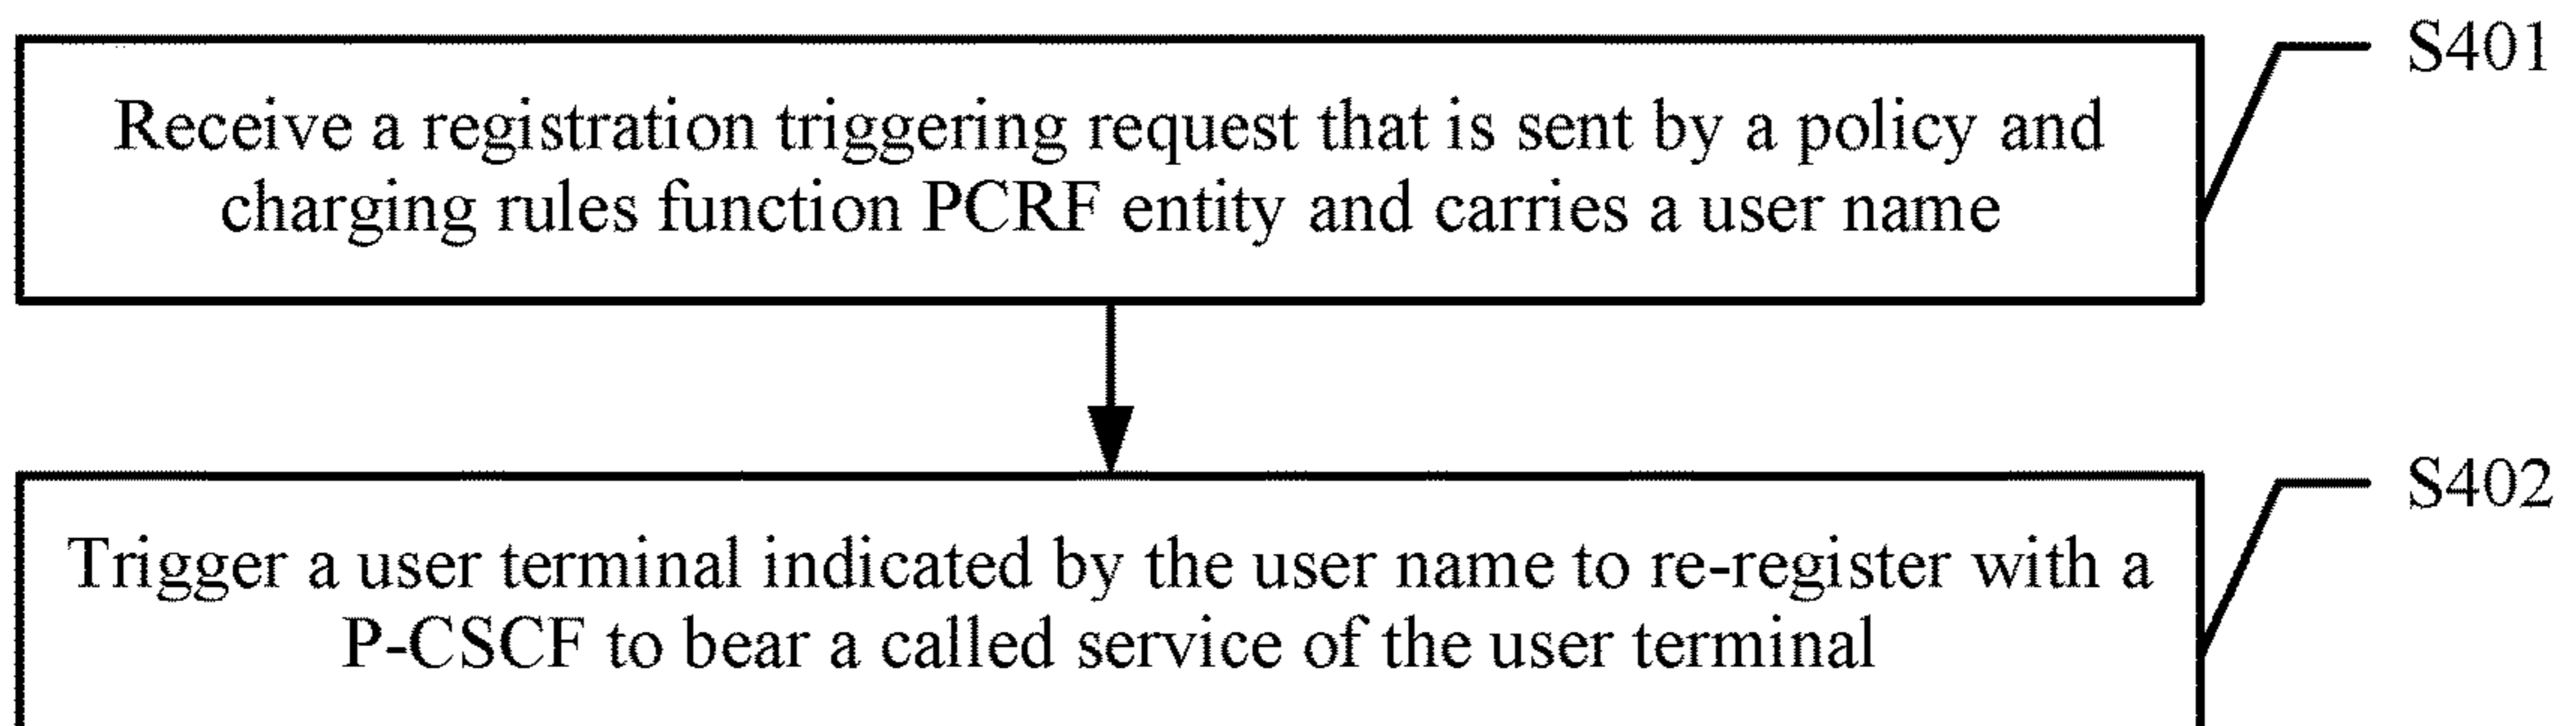 S401
Receive a registration triggering request that is sent by a policy and
charging rules function PCRF entity and carries a user name
S402
Trigger a user terminal indicated by the user name to re-register with a
P-CSCF to bear a called service of the user terminal